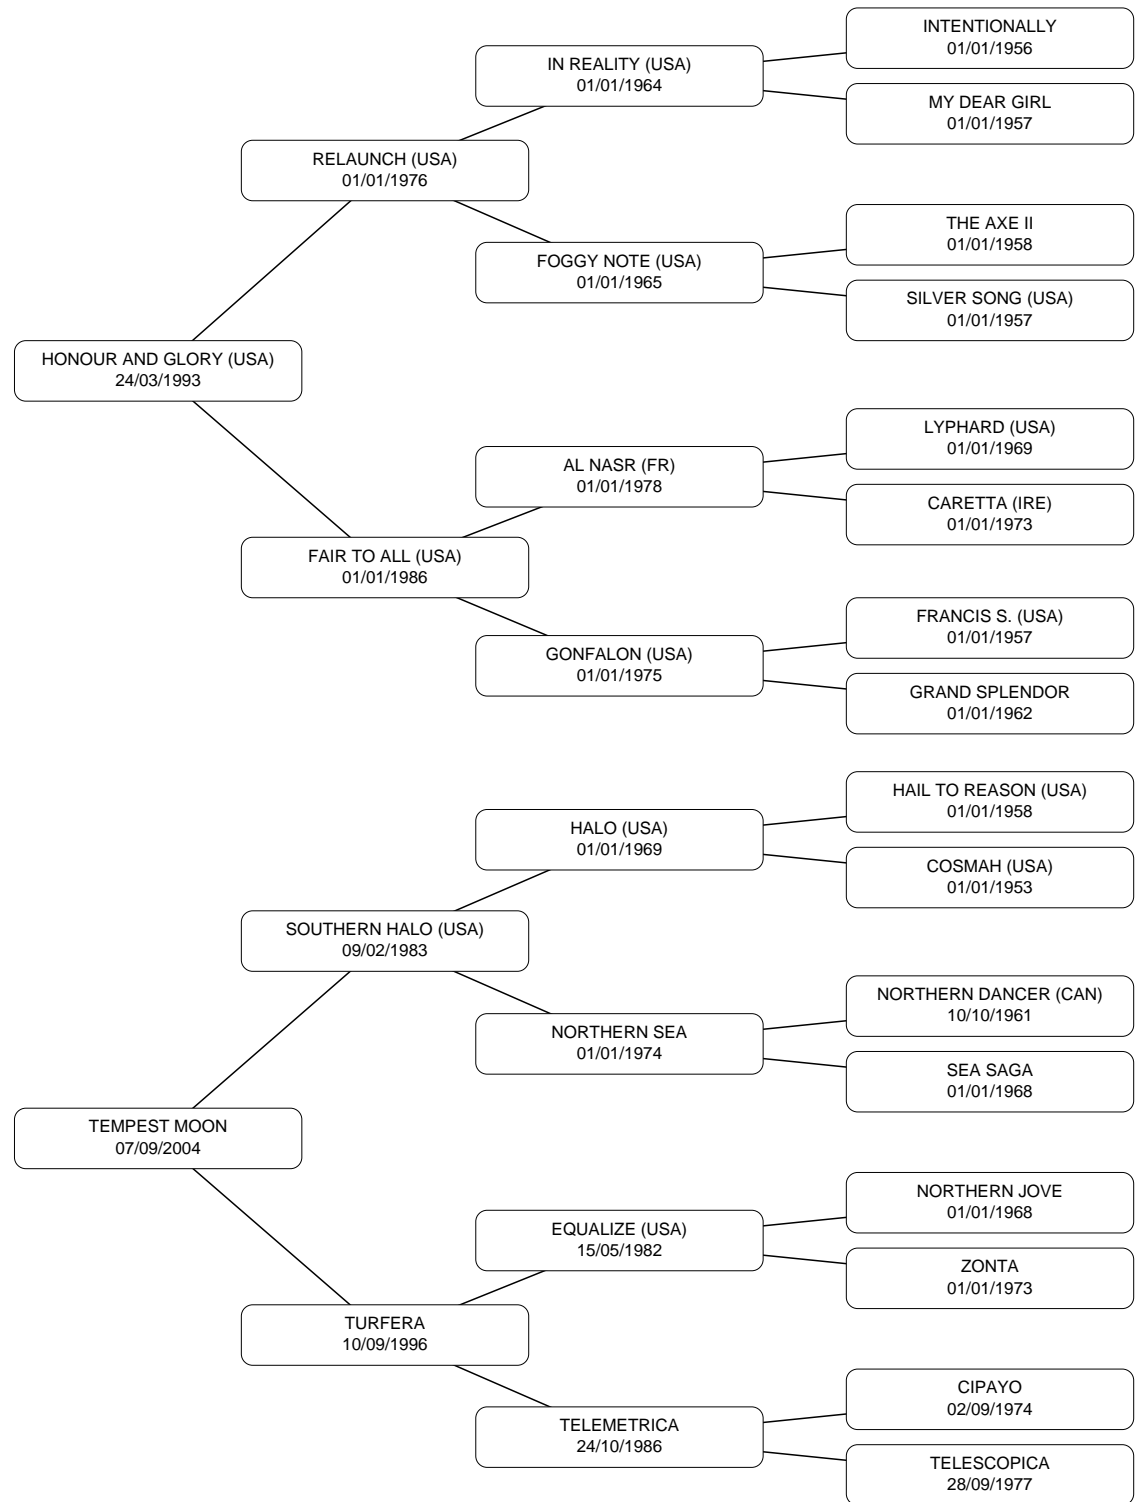 INTENTIONALLY
01/01/1956
IN REALITY (USA)
01/01/1964
MY DEAR GIRL
01/01/1957
RELAUNCH (USA)
01/01/1976
THE AXE II
01/01/1958
FOGGY NOTE (USA)
01/01/1965
SILVER SONG (USA)
01/01/1957
HONOUR AND GLORY (USA)
24/03/1993
LYPHARD (USA)
01/01/1969
AL NASR (FR)
01/01/1978
CARETTA (IRE)
01/01/1973
FAIR TO ALL (USA)
01/01/1986
FRANCIS S. (USA)
01/01/1957
GONFALON (USA)
01/01/1975
GRAND SPLENDOR
01/01/1962
HAIL TO REASON (USA)
01/01/1958
HALO (USA)
01/01/1969
COSMAH (USA)
01/01/1953
SOUTHERN HALO (USA)
09/02/1983
NORTHERN DANCER (CAN)
10/10/1961
NORTHERN SEA
01/01/1974
SEA SAGA
01/01/1968
TEMPEST MOON
07/09/2004
NORTHERN JOVE
01/01/1968
EQUALIZE (USA)
15/05/1982
ZONTA
01/01/1973
TURFERA
10/09/1996
CIPAYO
02/09/1974
TELEMETRICA
24/10/1986
TELESCOPICA
28/09/1977